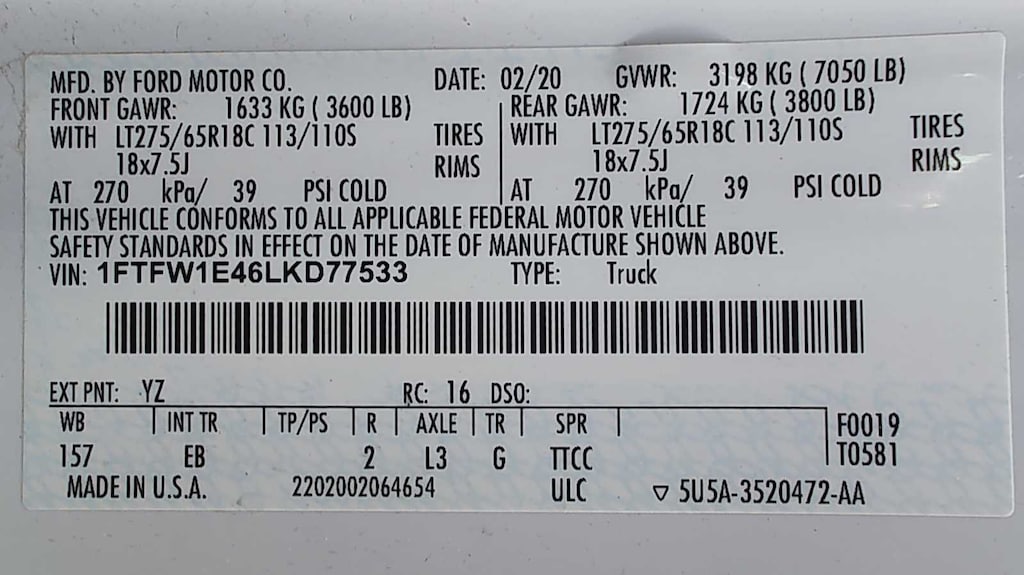 MFD. BY FORD MOTOR CO. DATE: 02/20 GVWR: 3198 KG ( 7050 LB)
FRONT GAWR: 1633 KG ( 3600 LB) REAR GAWR: 1724 KG ( 3800 LB)
WITH LT275/65R18C 113/110S TIRES WITH LT275/65R18C 113/110S TIRES
18x7.5J RIMS 18x7.5J RIMS
AT 270 kPa/ 39 PSI COLD AT 270 kPa/ 39 PSI COLD
THIS VEHICLE CONFORMS TO ALL APPLICABLE FEDERAL MOTOR VEHICLE
SAFETY STANDARDS IN EFFECT ON THE DATE OF MANUFACTURE SHOWN ABOVE.
VIN: 1FTFW1E46LKD77533 TYPE: Truck
EXT PNT: YZ RC: 16 DSO:
WB INT TR TP/PS R AXLE TR SPR F0019
157 EB 2 L3 G TTCC T0581
MADE IN U.S.A. 2202002064654 ULC ▽ 5U5A-3520472-AA